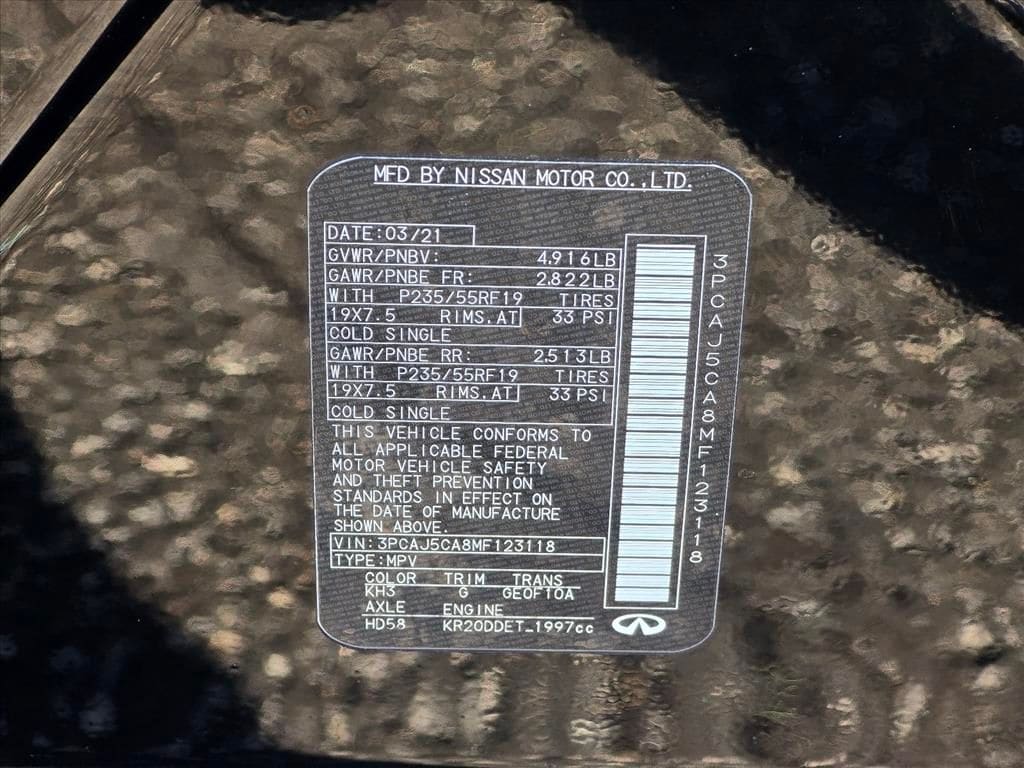 MFD BY NISSAN MOTOR CO.,LTD.
DATE:03/21
GVWR/PNBV: 4,916LB
GAWR/PNBE FR: 2,822LB
WITH P235/55RF19 TIRES
19X7.5 RIMS.AT 33 PSI
COLD SINGLE
GAWR/PNBE RR: 2,513LB
WITH P235/55RF19 TIRES
19X7.5 RIMS.AT 33 PSI
COLD SINGLE
THIS VEHICLE CONFORMS TO
ALL APPLICABLE FEDERAL
MOTOR VEHICLE SAFETY
AND THEFT PREVENTION
STANDARDS IN EFFECT ON
THE DATE OF MANUFACTURE
SHOWN ABOVE.
VIN:3PCAJ5CA8MF123118
TYPE:MPV
COLOR TRIM TRANS
KH3 G GE0F10A
AXLE ENGINE
HD58 KR20DDET_1997cc
3PCAJ5CA8MF123118